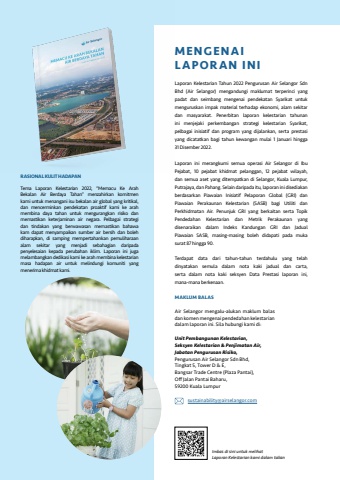 Air Selangor
MEMACU KE ARAH BEKALAN
AIR BERDAYA TAHAN
RASIONAL KULIT HADAPAN
Tema Laporan Kelestarian 2022, “Memacu Ke Arah
Bekalan Air Berdaya Tahan” menzahirkan komitmen
kami untuk menangani isu bekalan air global yang kritikal,
dan mencerminkan pendekatan proaktif kami ke arah
membina daya tahan untuk mengurangkan risiko dan
memastikan keterjaminan air negara. Pelbagai strategi
dan tindakan yang berwawasan memastikan bahawa
kami dapat menyampaikan sumber air bersih dan boleh
diharapkan, di samping mempertahankan pemuliharaan
alam sekitar yang menjadi sebahagian daripada
penyelesaian kepada perubahan iklim. Laporan ini juga
melambangkan dedikasi kami ke arah membina kelestarian
masa hadapan air untuk melindungi komuniti yang
menerima khidmat kami.
MENGENAI
LAPORAN INI
Laporan Kelestarian Tahun 2022 Pengurusan Air Selangor Sdn
Bhd (Air Selangor) mengandungi maklumat terperinci yang
padat dan seimbang mengenai pendekatan Syarikat untuk
menguruskan impak material terhadap ekonomi, alam sekitar
dan masyarakat. Penerbitan laporan kelestarian tahunan
ini menjejaki perkembangan strategi kelestarian Syarikat,
pelbagai inisiatif dan program yang dijalankan, serta prestasi
yang dicatatkan bagi tahun kewangan mulai 1 Januari hingga
31 Disember 2022.
Laporan ini merangkumi semua operasi Air Selangor di Ibu
Pejabat, 10 pejabat khidmat pelanggan, 12 pejabat wilayah,
dan semua aset yang ditempatkan di Selangor, Kuala Lumpur,
Putrajaya, dan Pahang. Selain daripada itu, laporan ini disediakan
berdasarkan Piawaian Inisiatif Pelaporan Global (GRI) dan
Piawaian Perakaunan Kelestarian (SASB) bagi Utiliti dan
Perkhidmatan Air. Penunjuk GRI yang berkaitan serta Topik
Pendedahan Kelestarian dan Metrik Perakaunan yang
disenaraikan dalam Indeks Kandungan GRI dan Jadual
Piawaian SASB, masing-masing boleh didapati pada muka
surat 87 hingga 90.
Terdapat data dari tahun-tahun terdahulu yang telah
dinyatakan semula dalam nota kaki jadual dan carta,
serta dalam nota kaki seksyen Data Prestasi laporan ini,
mana-mana berkenaan.
MAKLUM BALAS
Air Selangor mengalu-alukan maklum balas
dan komen mengenai pendedahan kelestarian
dalam laporan ini. Sila hubungi kami di:
Unit Pembangunan Kelestarian,
Seksyen Kelestarian & Penjimatan Air,
Jabatan Pengurusan Risiko,
Pengurusan Air Selangor Sdn Bhd,
Tingkat 5, Tower D & E,
Bangsar Trade Centre (Plaza Pantai),
Off Jalan Pantai Baharu,
59200 Kuala Lumpur
sustainability@airselangor.com
Imbas di sini untuk melihat
Laporan Kelestarian kami dalam talian